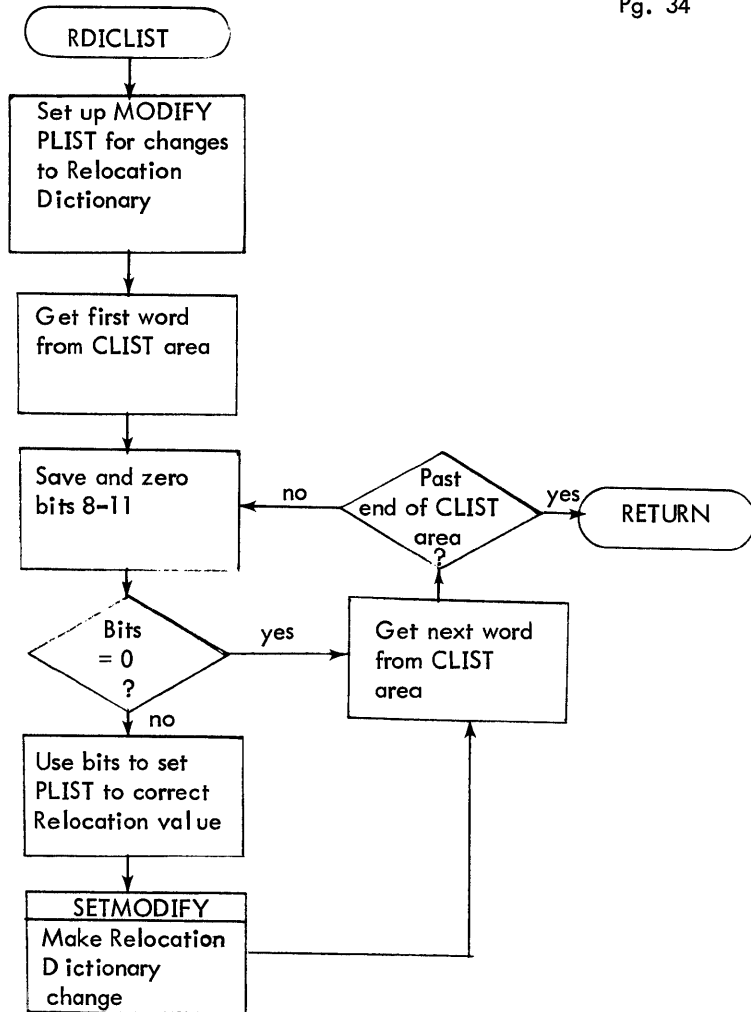 Pg. 34
RDICLIST
Set up MODIFY
PLIST for changes
to Relocation
Dictionary
Get first word
from CLIST area
Save and zero
bits 8-11
no
Past
end of CLIST
area
?
yes
RETURN
Bits
= 0
?
yes
Get next word
from CLIST
area
no
Use bits to set
PLIST to correct
Relocation value
SETMODIFY
Make Relocation
Dictionary
change